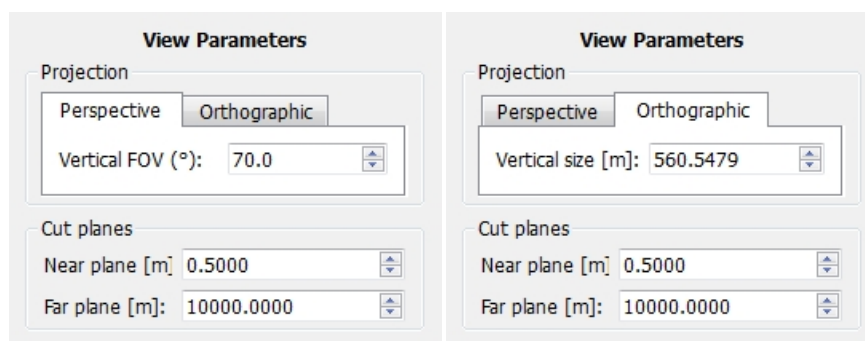 View Parameters
Projection
Perspective Orthographic
Vertical FOV (°): 70.0
Cut planes
Near plane [m] 0.5000
Far plane [m]: 10000.0000
View Parameters
Projection
Perspective Orthographic
Vertical size [m]: 560.5479
Cut planes
Near plane [m] 0.5000
Far plane [m]: 10000.0000